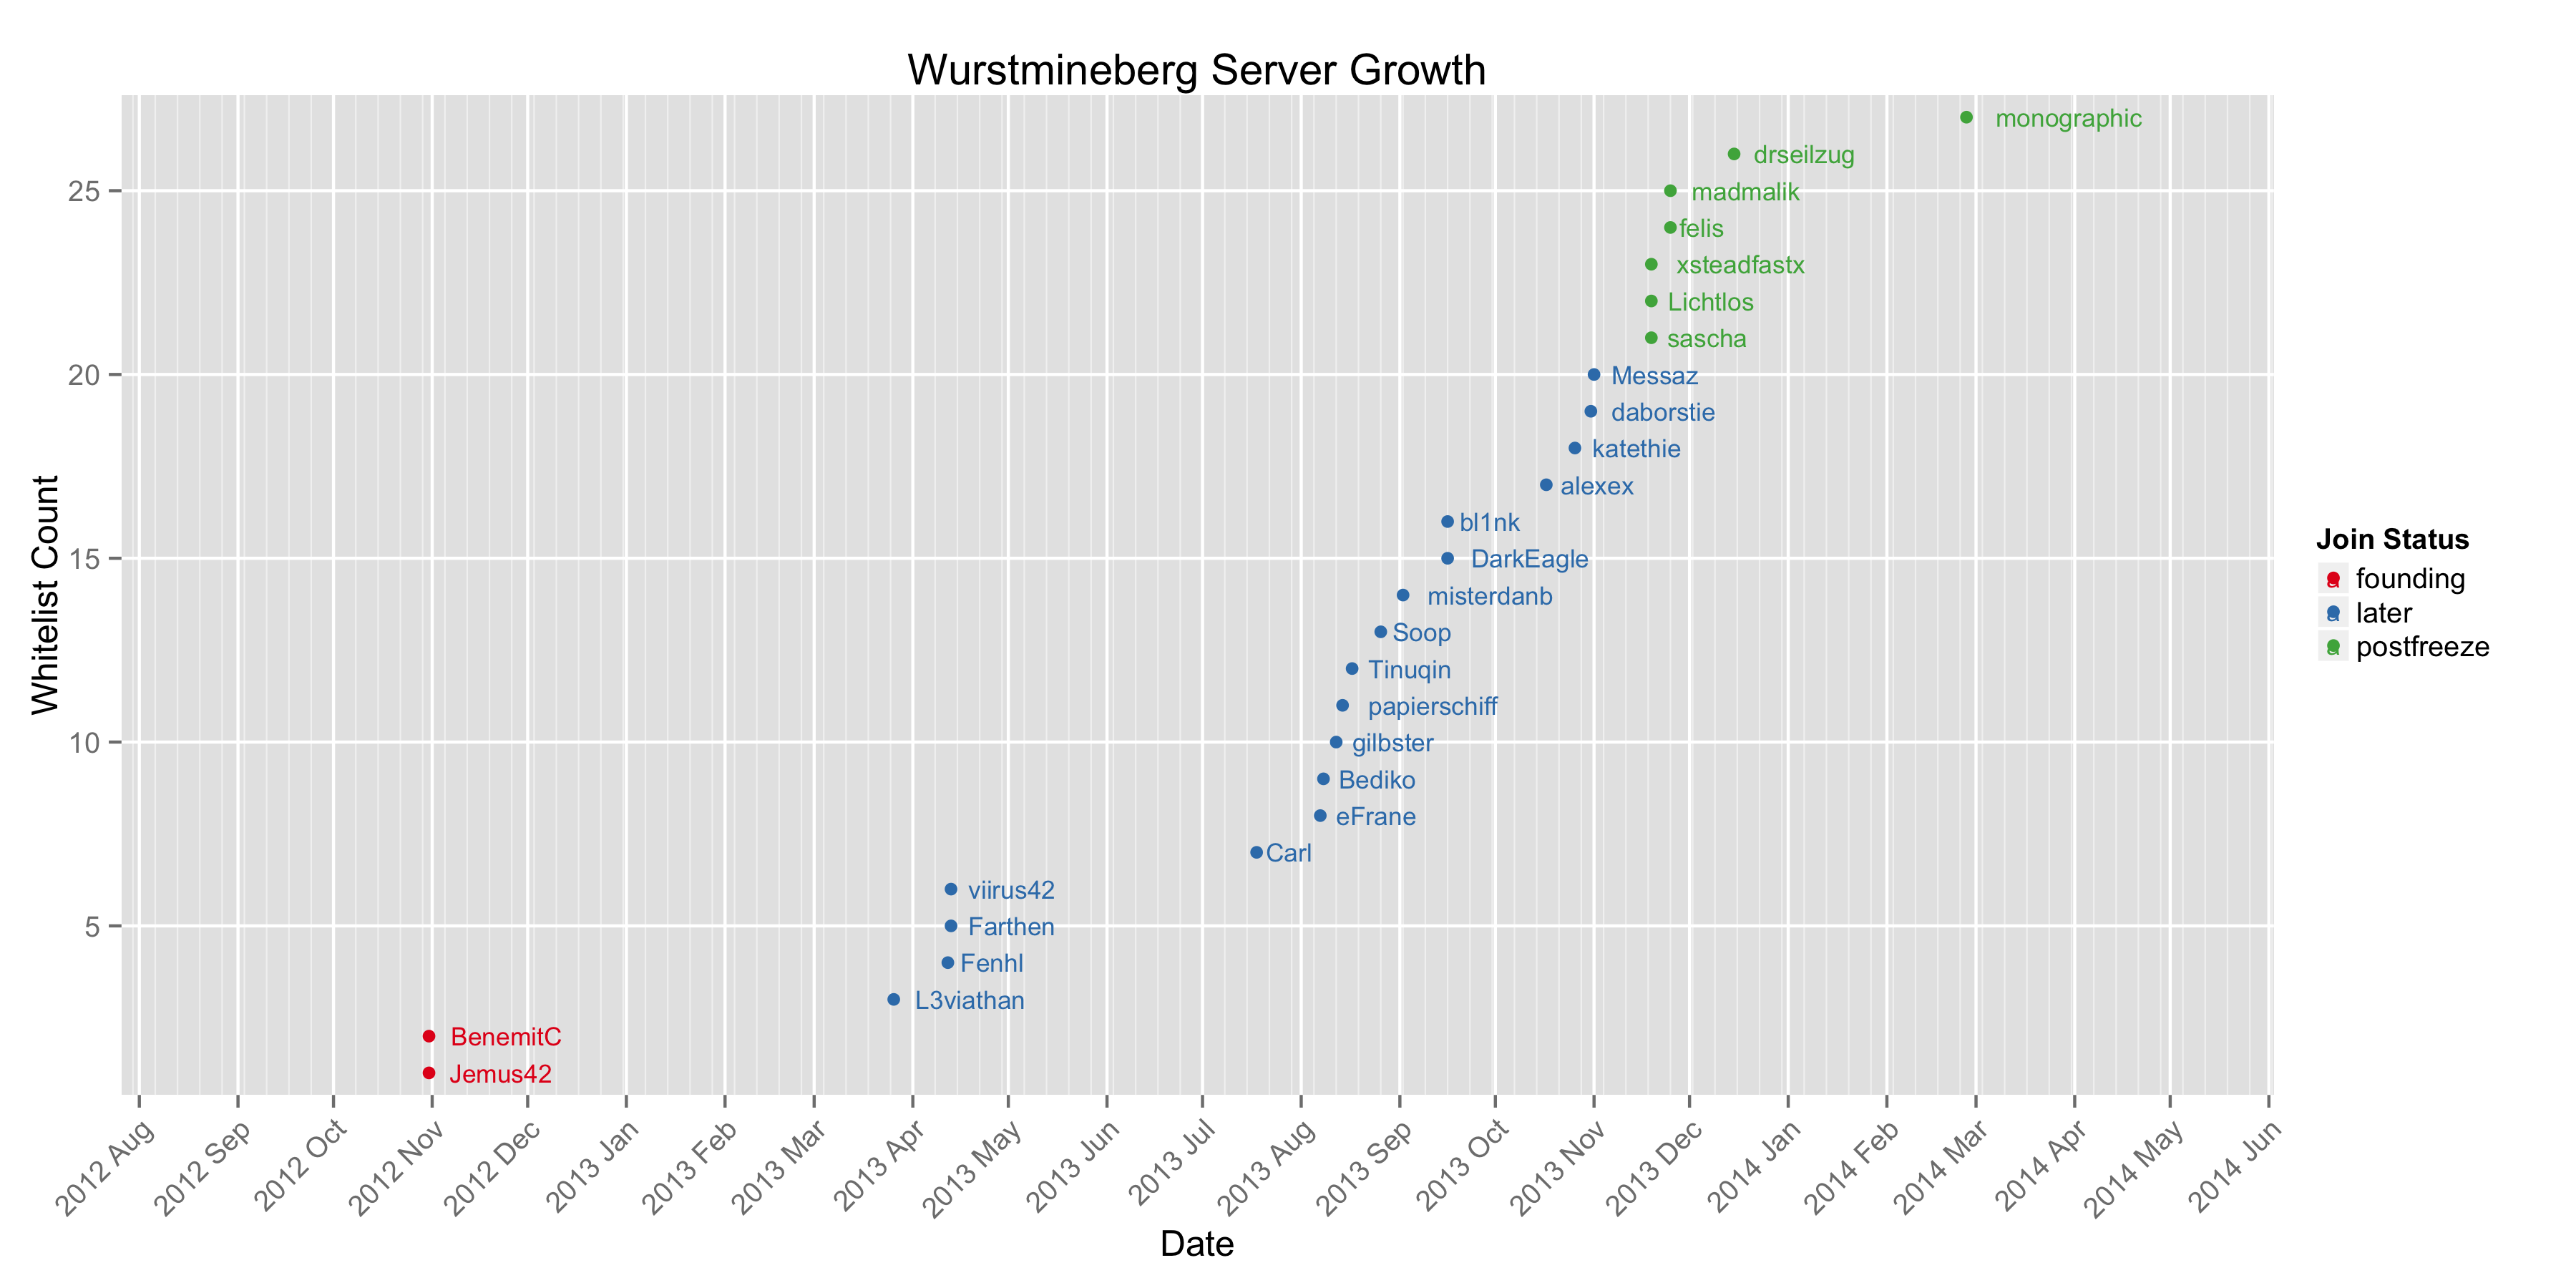 Wurstmineberg Server Growth
monographic
drseilzug
25
madmalik
felis
xsteadfastx
Lichtlos
sascha
20
Messaz
daborstie
katethie
alexex
bl1nk
15
DarkEagle
misterdanb
Soop
Tinuqin
papierschiff
10
gilbster
Bediko
eFrane
Carl
viirus42
5
Farthen
Fenhl
L3viathan
BenemitC
Jemus42
Whitelist Count
2012 Aug
2012 Sep
2012 Oct
2012 Nov
2012 Dec
2013 Jan
2013 Feb
2013 Mar
2013 Apr
2013 May
2013 Jun
2013 Jul
2013 Aug
2013 Sep
2013 Oct
2013 Nov
2013 Dec
2014 Jan
2014 Feb
2014 Mar
2014 Apr
2014 May
2014 Jun
Date
Join Status
a founding
a later
a postfreeze